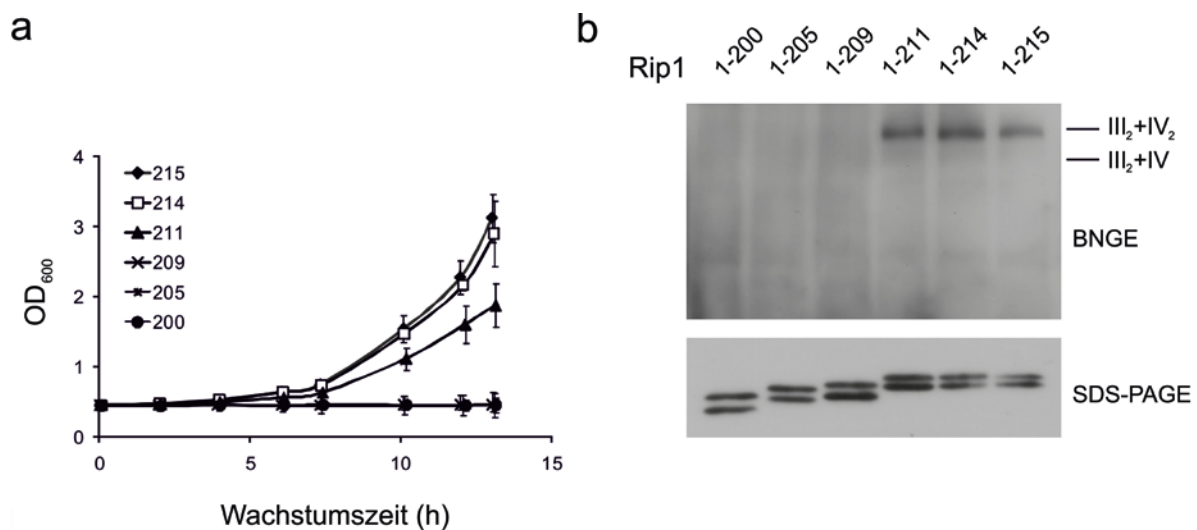 a
4
3
2
1
0
OD₆₀₀
215
214
211
209
205
200
0 5 10 15
Wachstumszeit (h)
b
Rip1 1-200 1-205 1-209 1-211 1-214 1-215
III₂+IV₂
III₂+IV
BNGE
SDS-PAGE